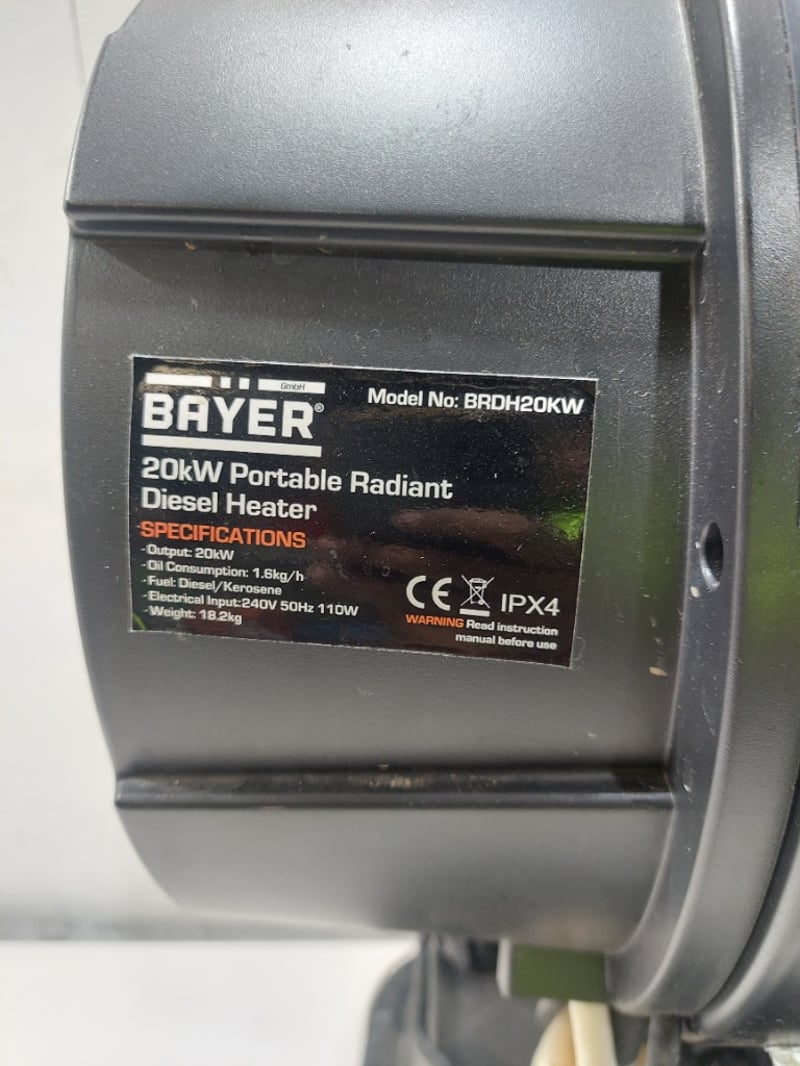 GmbH
BÄYER®
Model No: BRDH20KW
20kW Portable Radiant
Diesel Heater
SPECIFICATIONS
· Output: 20kW
· Oil Consumption: 1.6kg/h
· Fuel: Diesel/Kerosene
· Electrical Input:240V 50Hz 110W
· Weight: 18.2kg
CE IPX4
WARNING Read instruction
manual before use